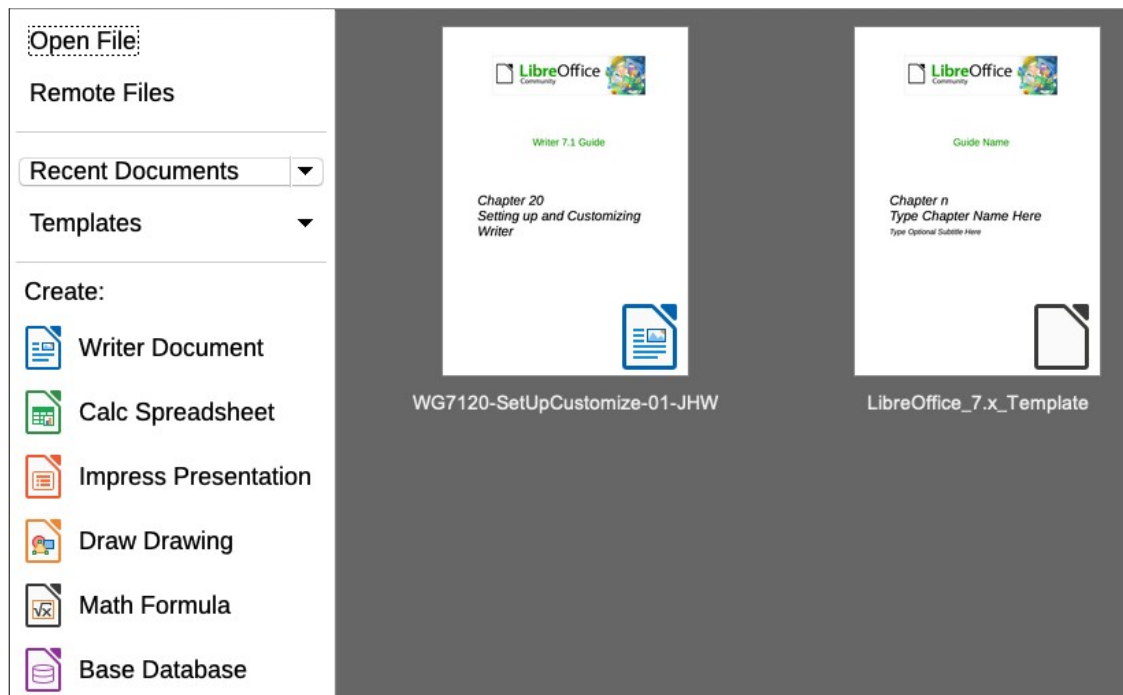 Open File
Remote Files
Recent Documents
Templates
Create:
Writer Document
Calc Spreadsheet
Impress Presentation
Draw Drawing
Math Formula
Base Database
LibreOffice
Community
Writer 7.1 Guide
Chapter 20
Setting up and Customizing
Writer
WG7120-SetUpCustomize-01-JHW
LibreOffice
Community
Guide Name
Chapter n
Type Chapter Name Here
Type Optional Subtitle Here
LibreOffice_7.x_Template